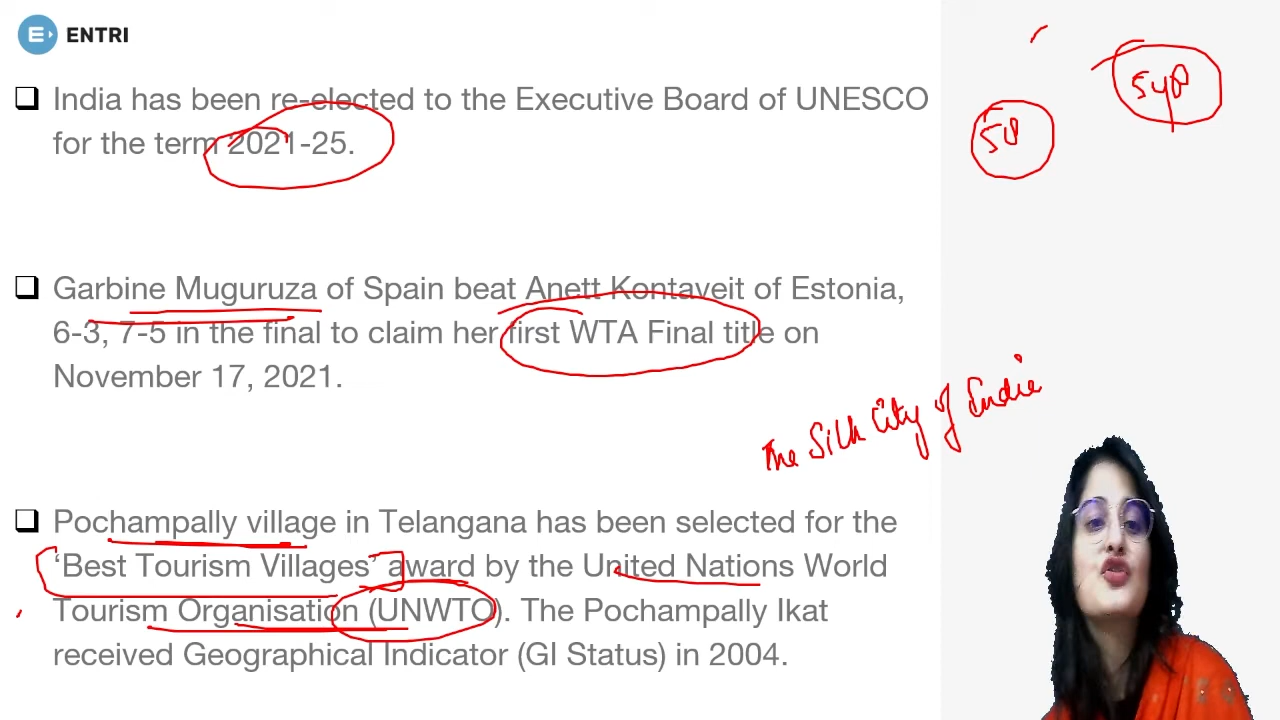 ENTRI
India has been re-elected to the Executive Board of UNESCO
for the term 2021-25.
Garbine Muguruza of Spain beat Anett Kontaveit of Estonia,
6-3, 7-5 in the final to claim her first WTA Final title on
November 17, 2021.
The Silk City of India
Pochampally village in Telangana has been selected for the
‘Best Tourism Villages’ award by the United Nations World
Tourism Organisation (UNWTO). The Pochampally Ikat
received Geographical Indicator (GI Status) in 2004.
58